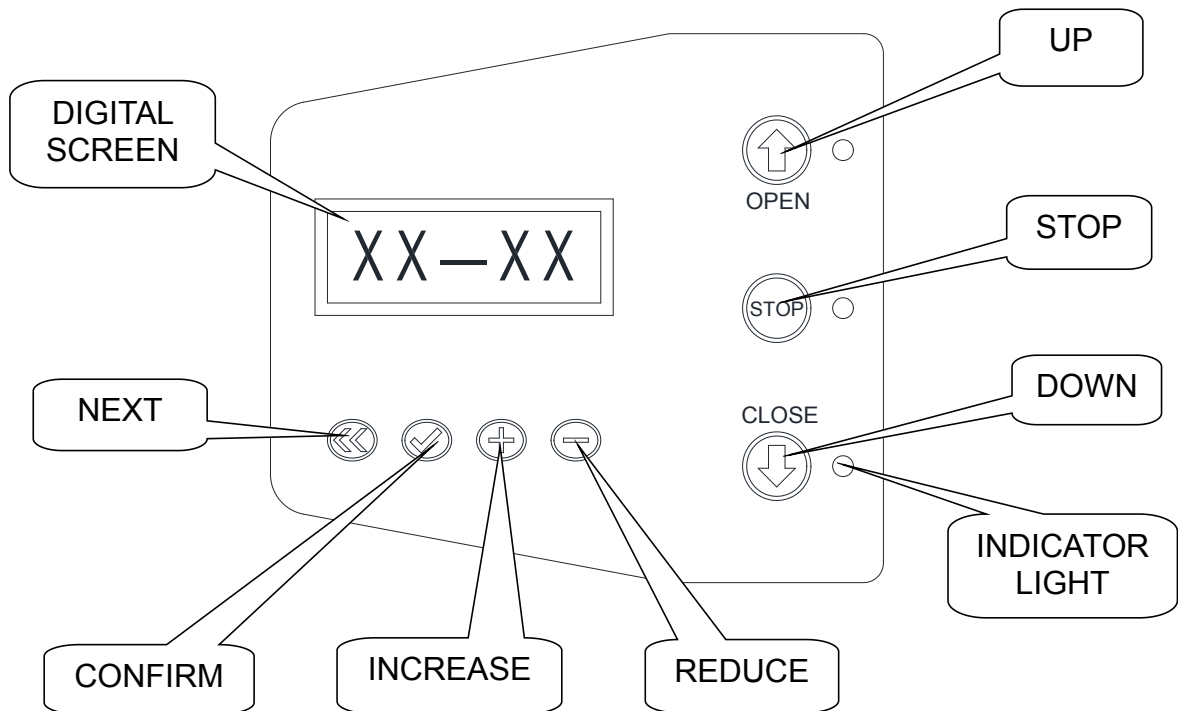 UP
DIGITAL
SCREEN
OPEN
STOP
XX—XX
STOP
DOWN
NEXT
CLOSE
INDICATOR
LIGHT
CONFIRM
INCREASE
REDUCE